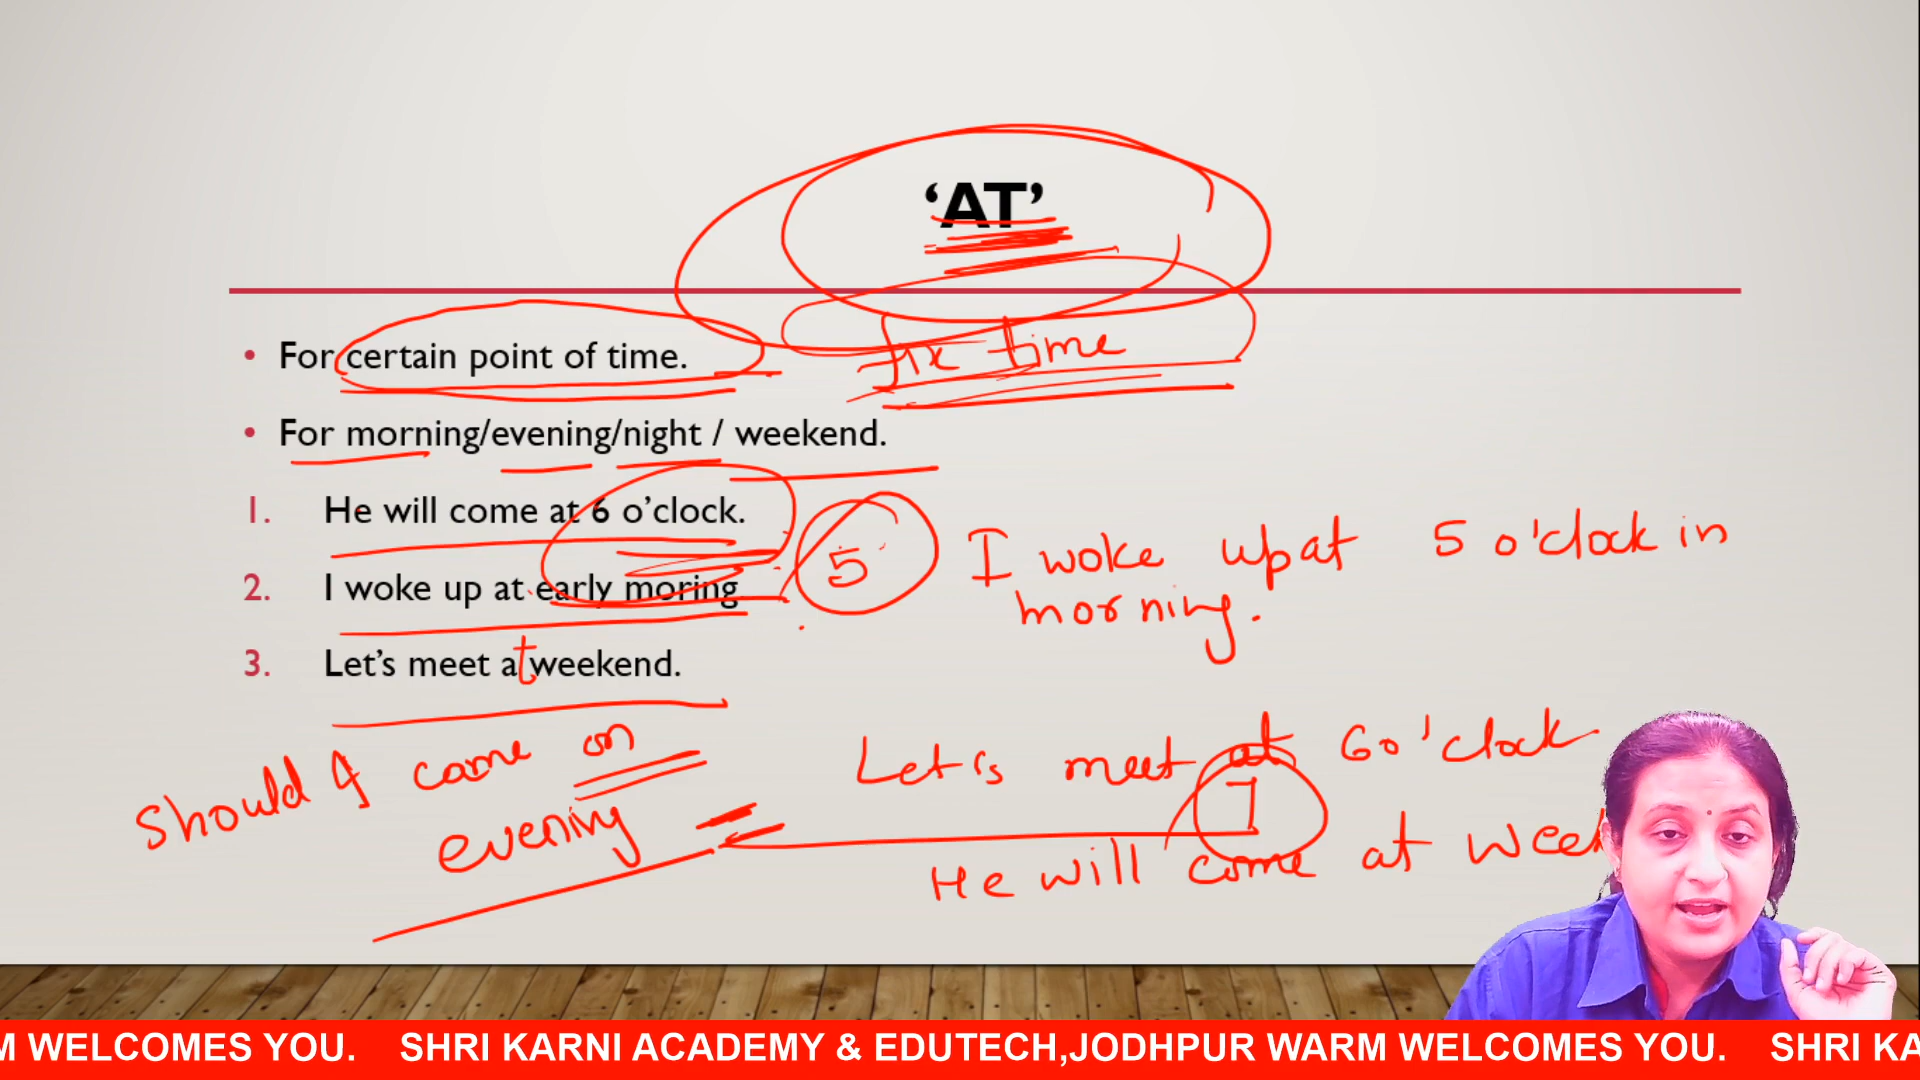 ‘AT’
• For certain point of time.
fix time
• For morning/evening/night / weekend.
1. He will come at 6 o’clock.
2. I woke up at early moring.
5
I woke up at 5 o'clock in
morning.
3. Let’s meet at weekend.
should I come on
evening
Let's meet at 6 o'clock
7
He will come at week
M WELCOMES YOU. SHRI KARNI ACADEMY & EDUTECH,JODHPUR WARM WELCOMES YOU. SHRI KA